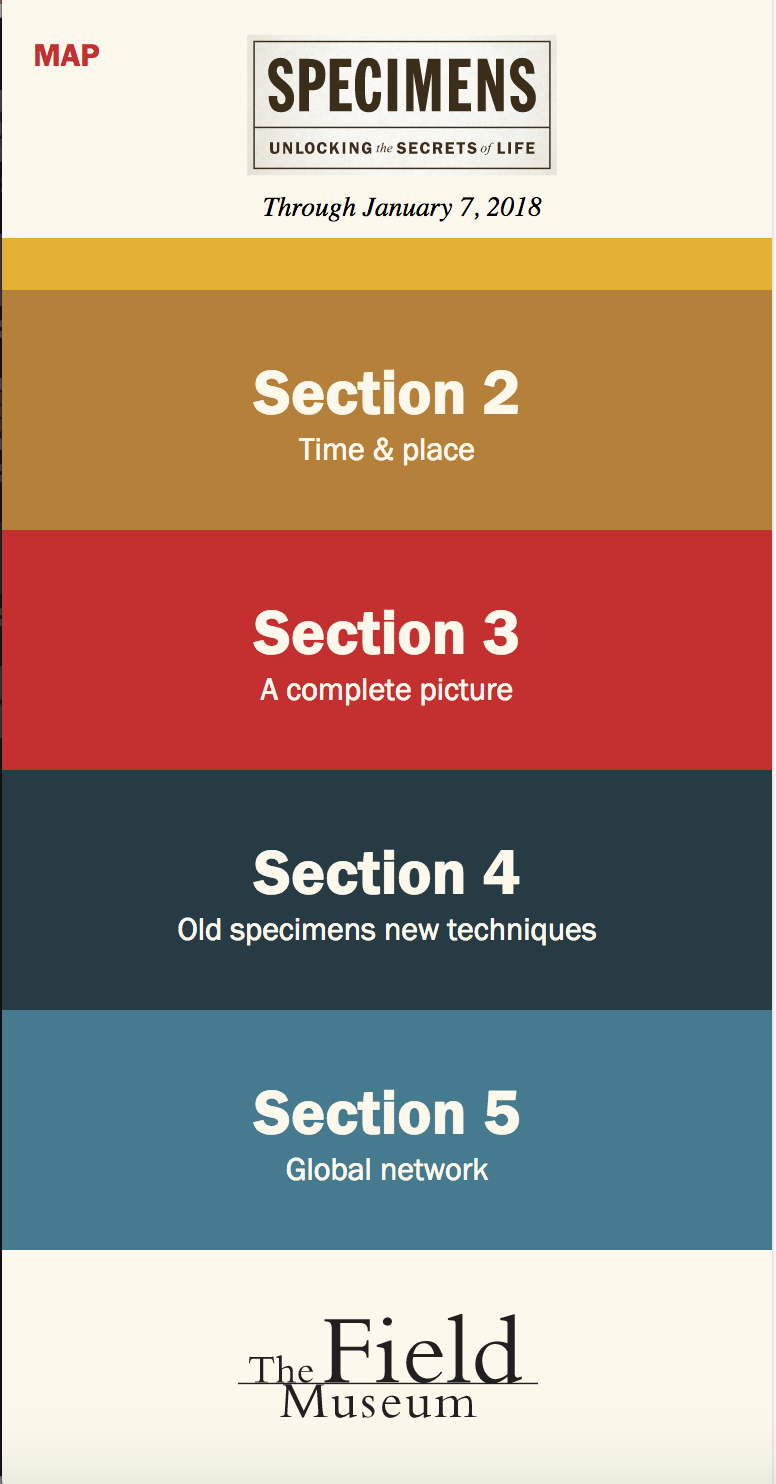 MAP
SPECIMENS
UNLOCKING the SECRETS of LIFE
Through January 7, 2018
Section 2
Time & place
Section 3
A complete picture
Section 4
Old specimens new techniques
Section 5
Global network
The Field
Museum